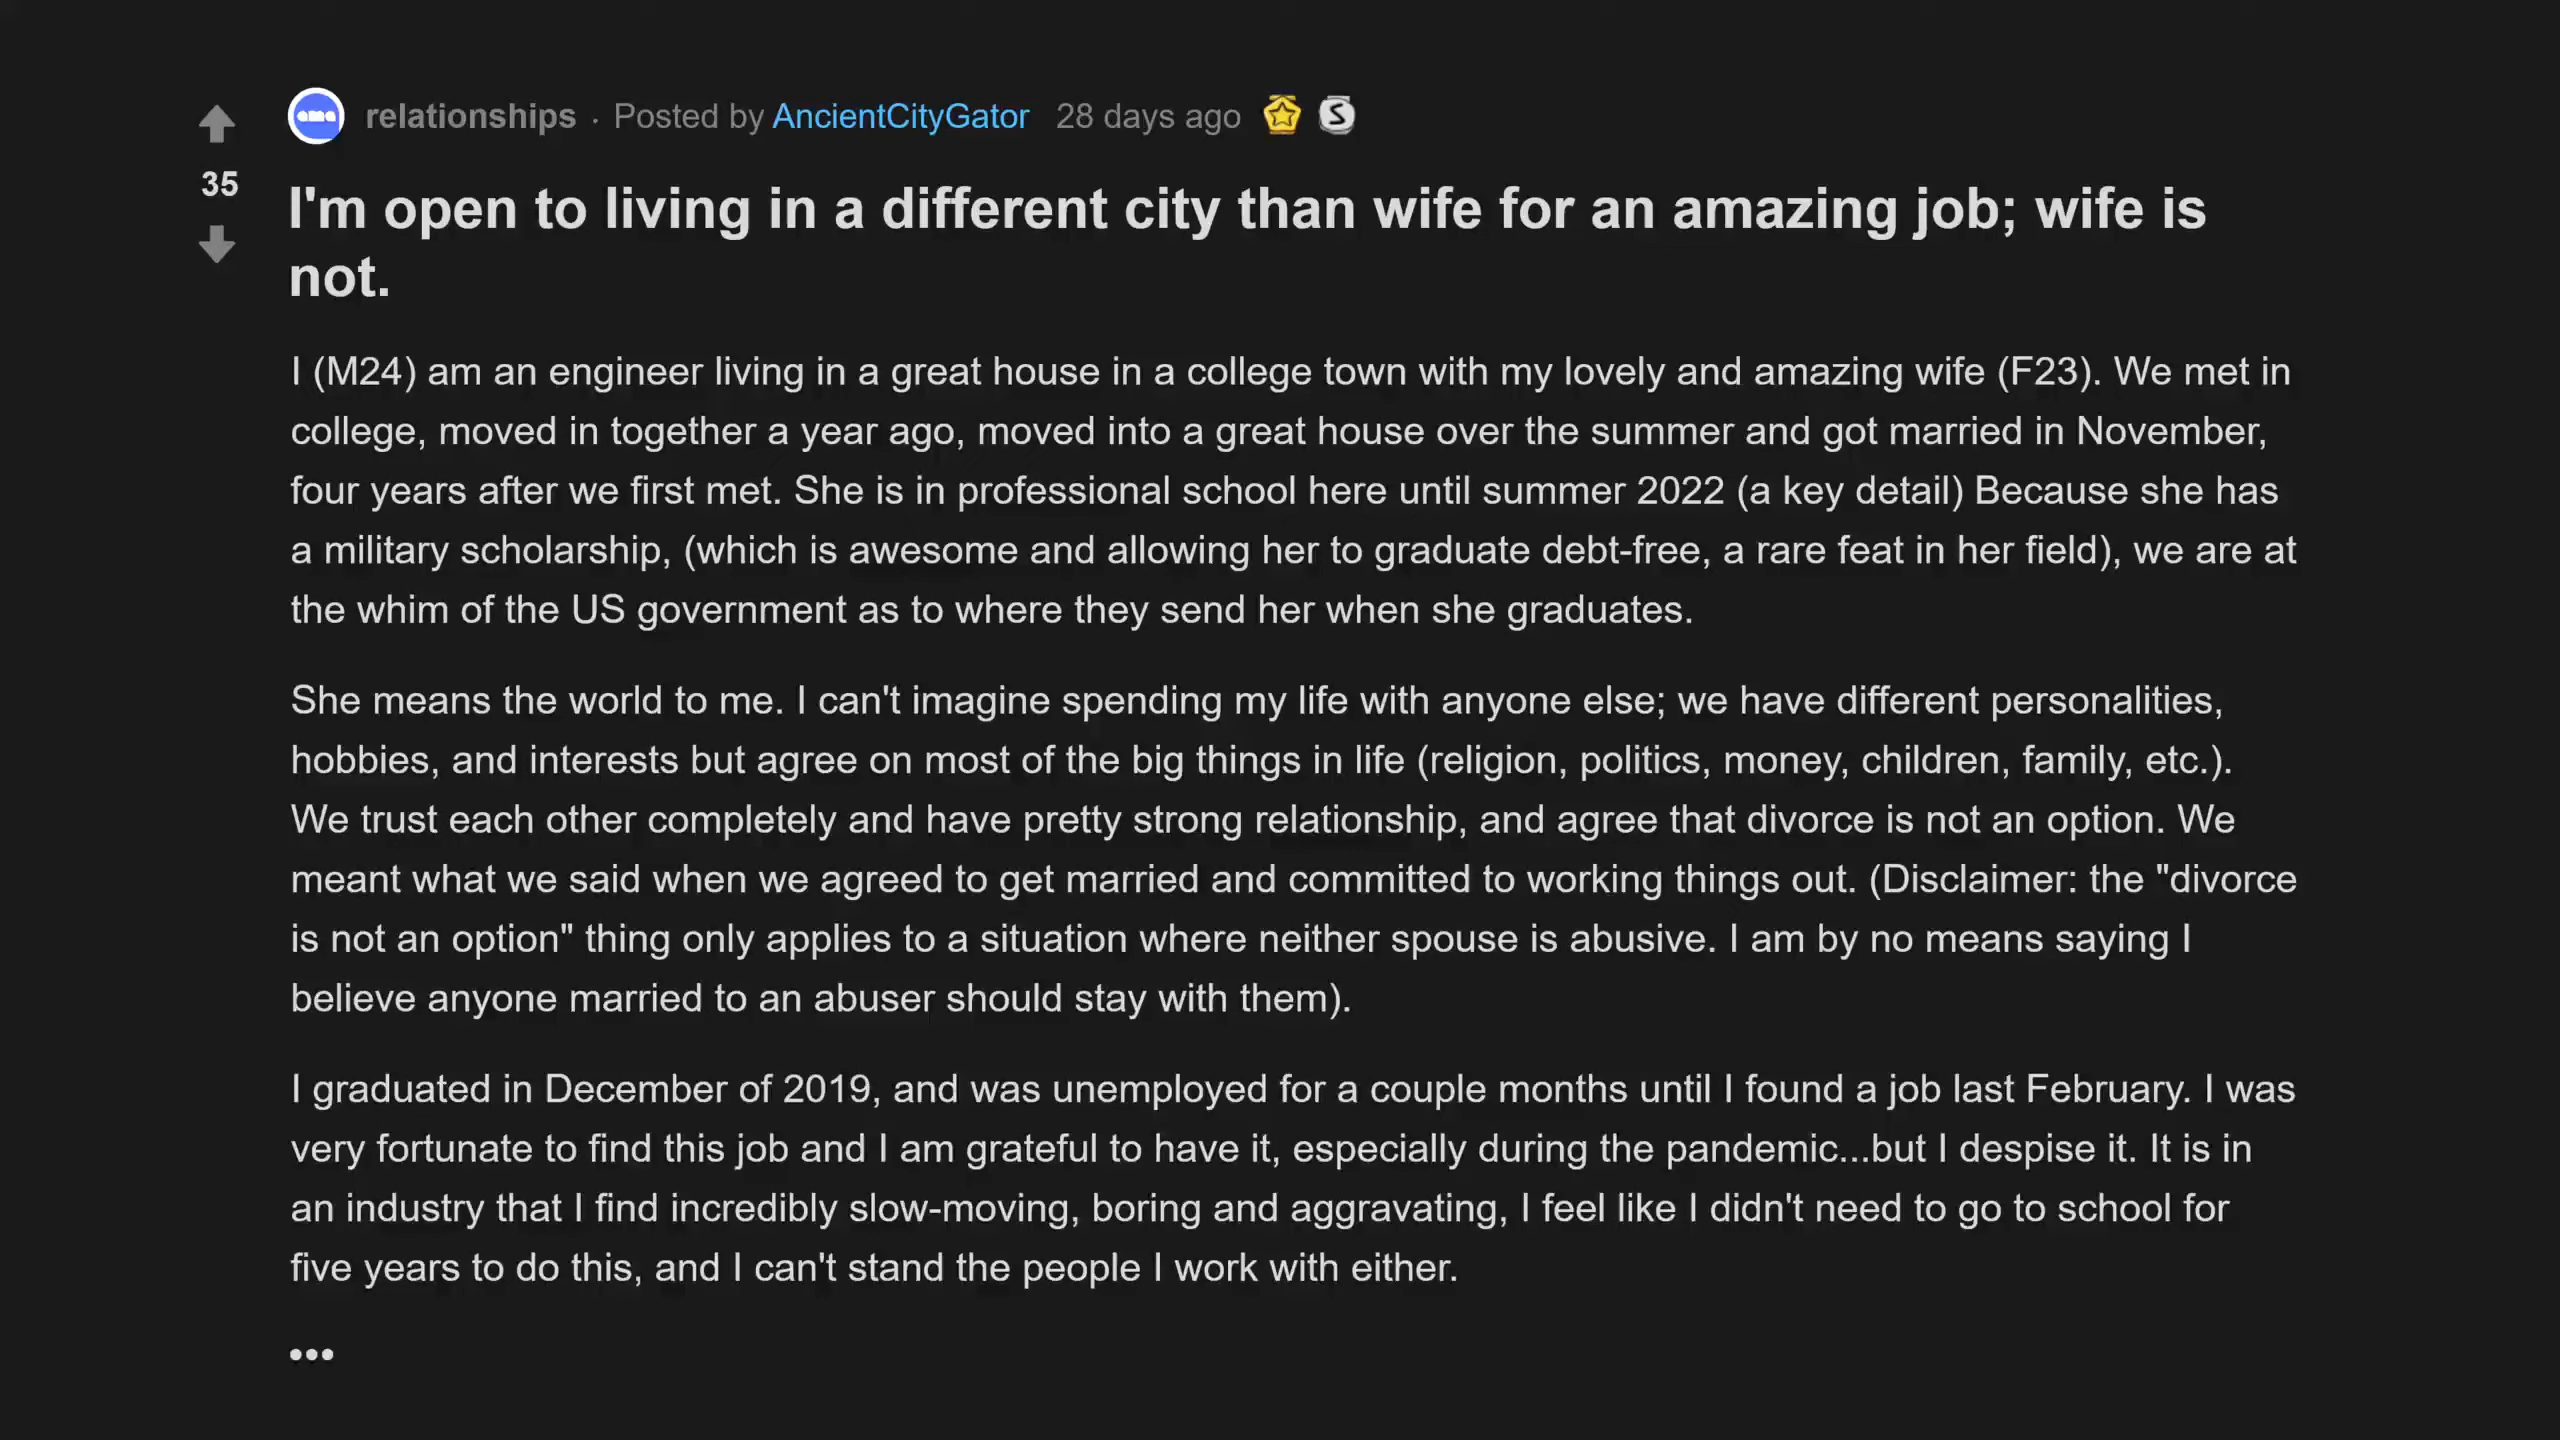 relationships · Posted by AncientCityGator 28 days ago
35
I'm open to living in a different city than wife for an amazing job; wife is
not.
I (M24) am an engineer living in a great house in a college town with my lovely and amazing wife (F23). We met in
college, moved in together a year ago, moved into a great house over the summer and got married in November,
four years after we first met. She is in professional school here until summer 2022 (a key detail) Because she has
a military scholarship, (which is awesome and allowing her to graduate debt-free, a rare feat in her field), we are at
the whim of the US government as to where they send her when she graduates.
She means the world to me. I can't imagine spending my life with anyone else; we have different personalities,
hobbies, and interests but agree on most of the big things in life (religion, politics, money, children, family, etc.).
We trust each other completely and have pretty strong relationship, and agree that divorce is not an option. We
meant what we said when we agreed to get married and committed to working things out. (Disclaimer: the "divorce
is not an option" thing only applies to a situation where neither spouse is abusive. I am by no means saying I
believe anyone married to an abuser should stay with them).
I graduated in December of 2019, and was unemployed for a couple months until I found a job last February. I was
very fortunate to find this job and I am grateful to have it, especially during the pandemic...but I despise it. It is in
an industry that I find incredibly slow-moving, boring and aggravating, I feel like I didn't need to go to school for
five years to do this, and I can't stand the people I work with either.
•••